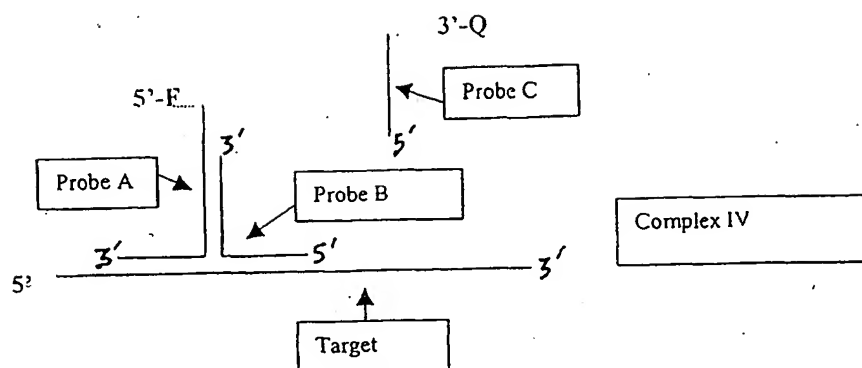 3'-Q
Probe C
5'-F
3'
5'
Probe A
Probe B
Complex IV
3'
5'
5'
3'
Target